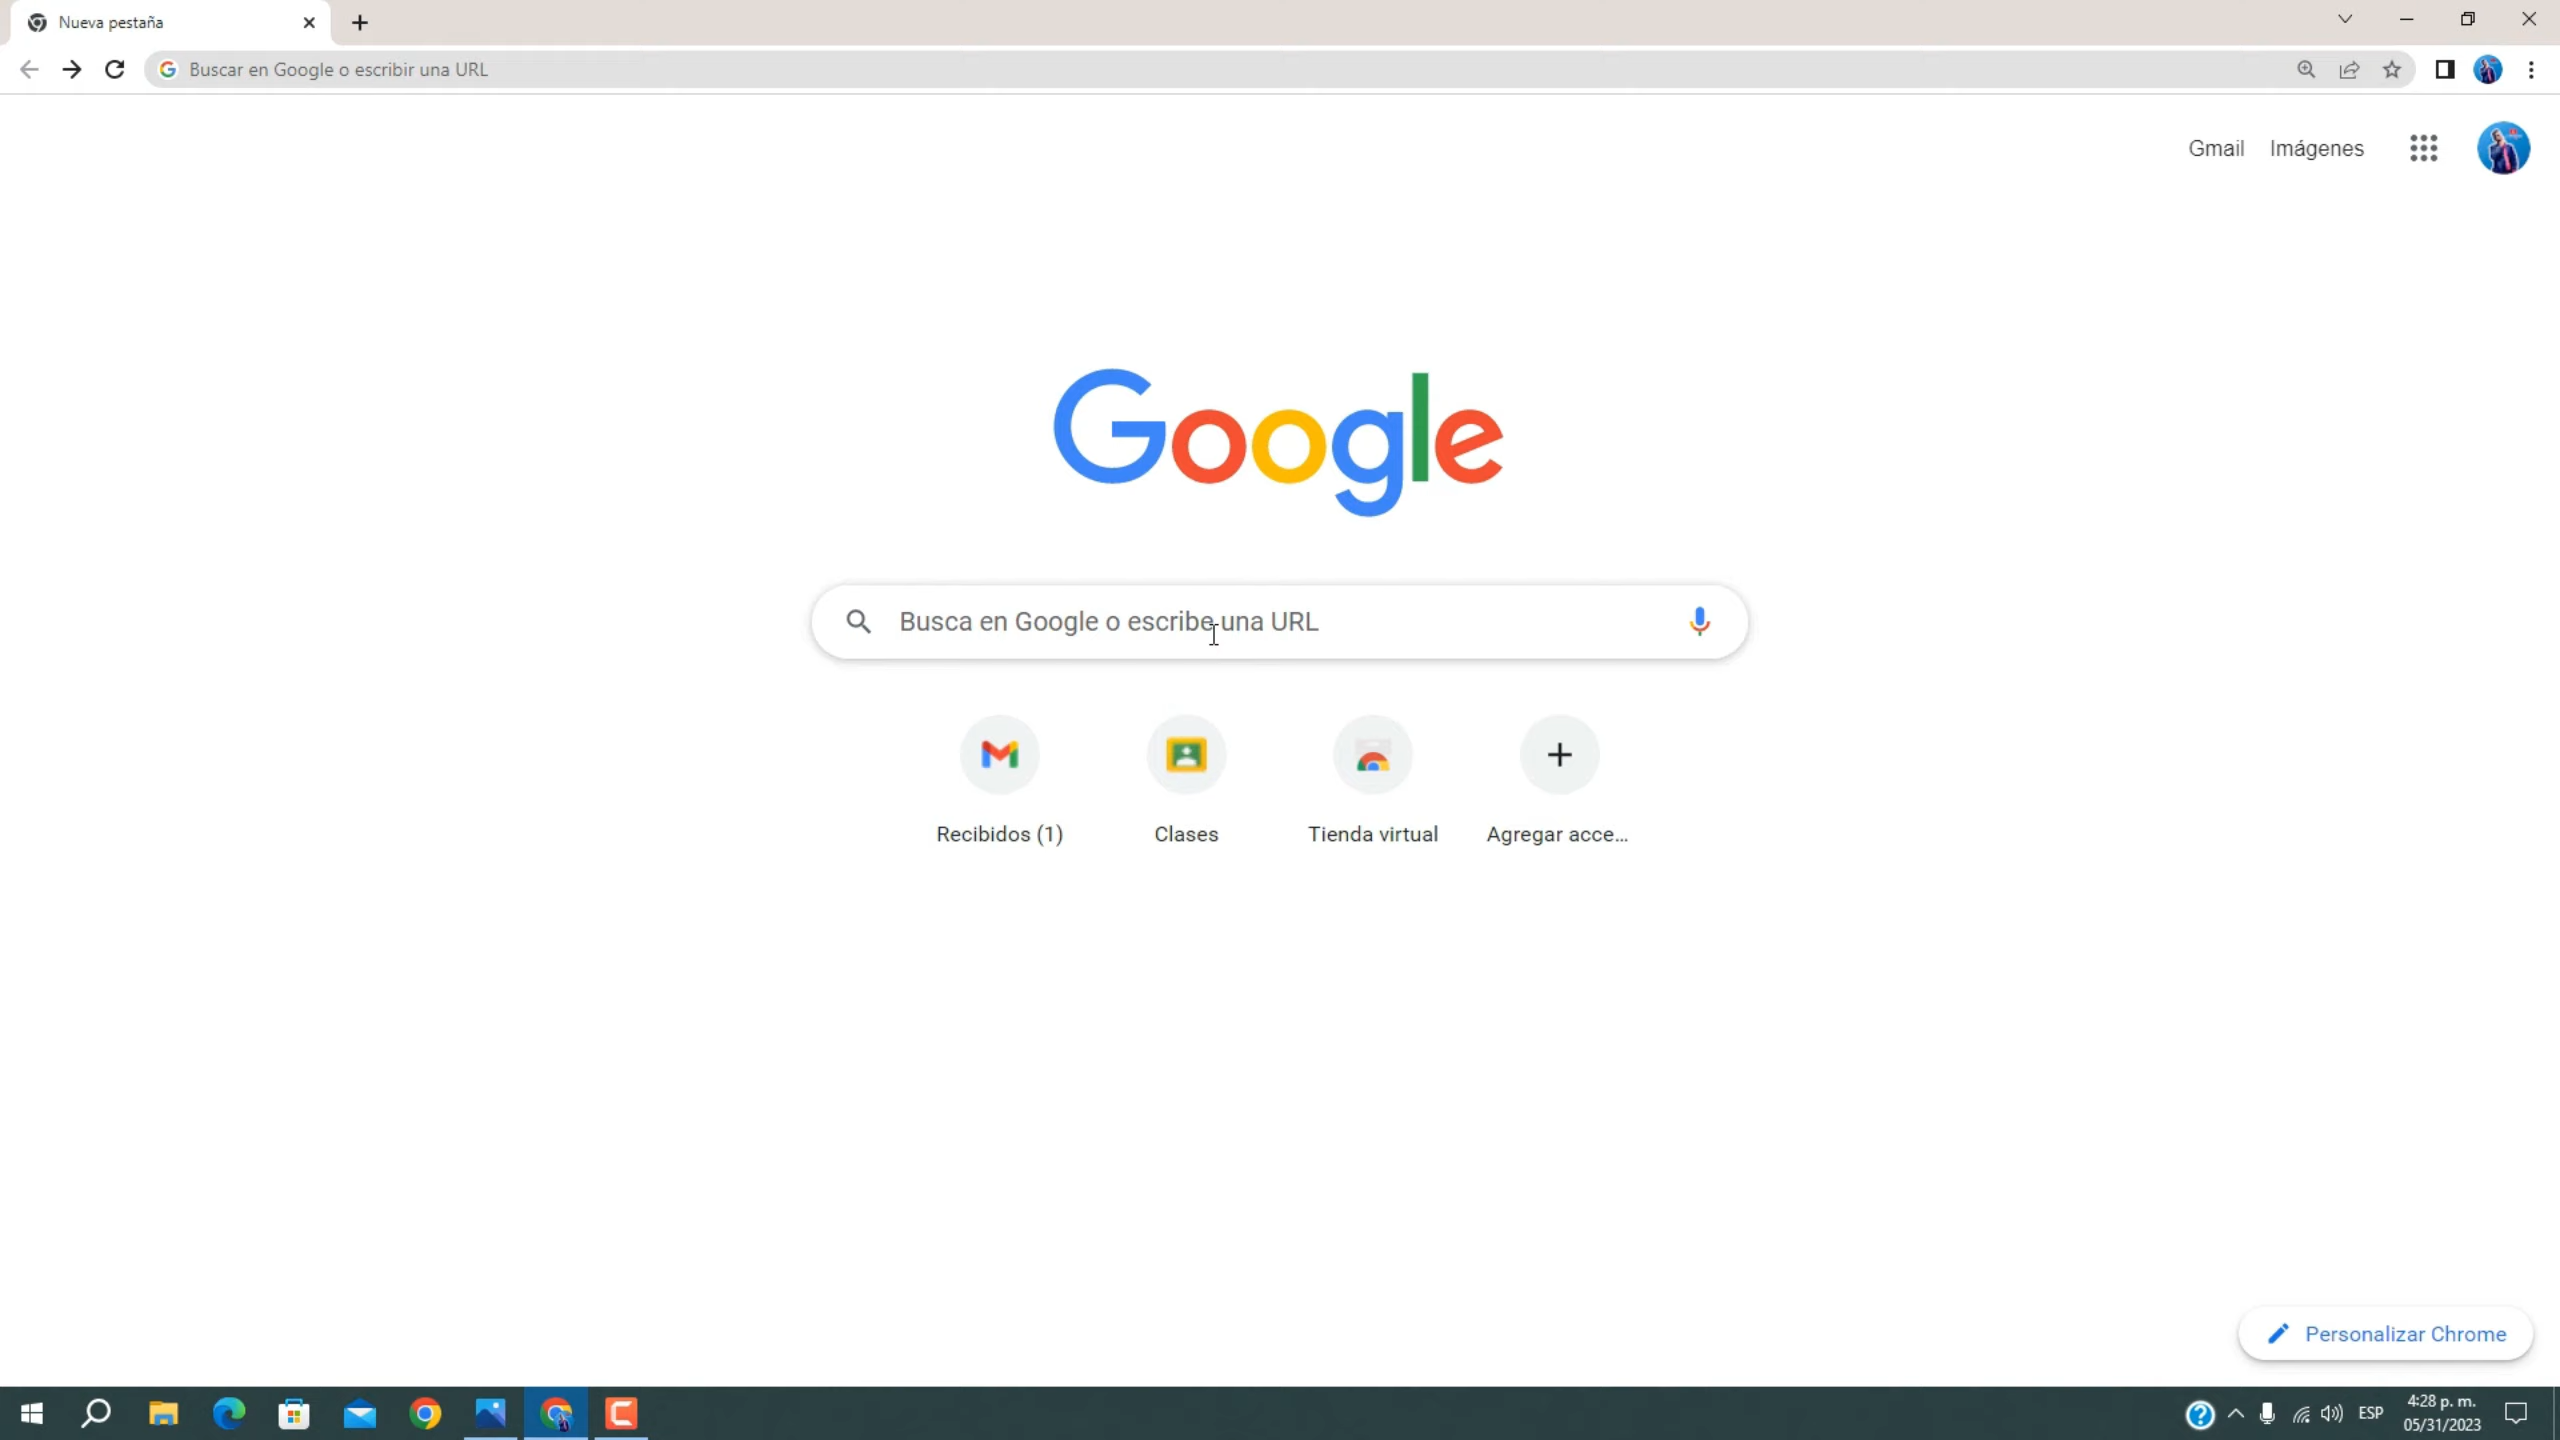 Nueva pestaña
Buscar en Google o escribir una URL
Gmail Imágenes
Google
Busca en Google o escribe una URL
Recibidos (1) Clases Tienda virtual Agregar acce...
Personalizar Chrome
ESP 4:28 p. m.
05/31/2023